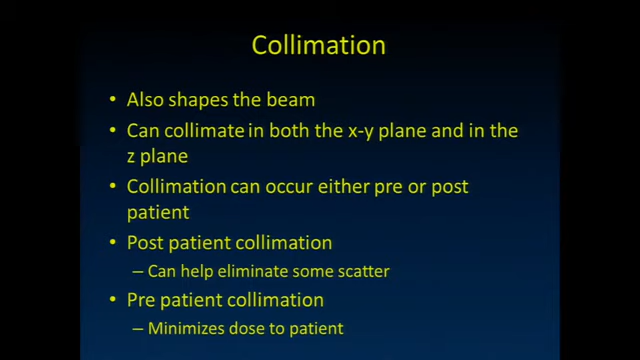 Collimation
• Also shapes the beam
• Can collimate in both the x-y plane and in the
z plane
• Collimation can occur either pre or post
patient
• Post patient collimation
– Can help eliminate some scatter
• Pre patient collimation
– Minimizes dose to patient